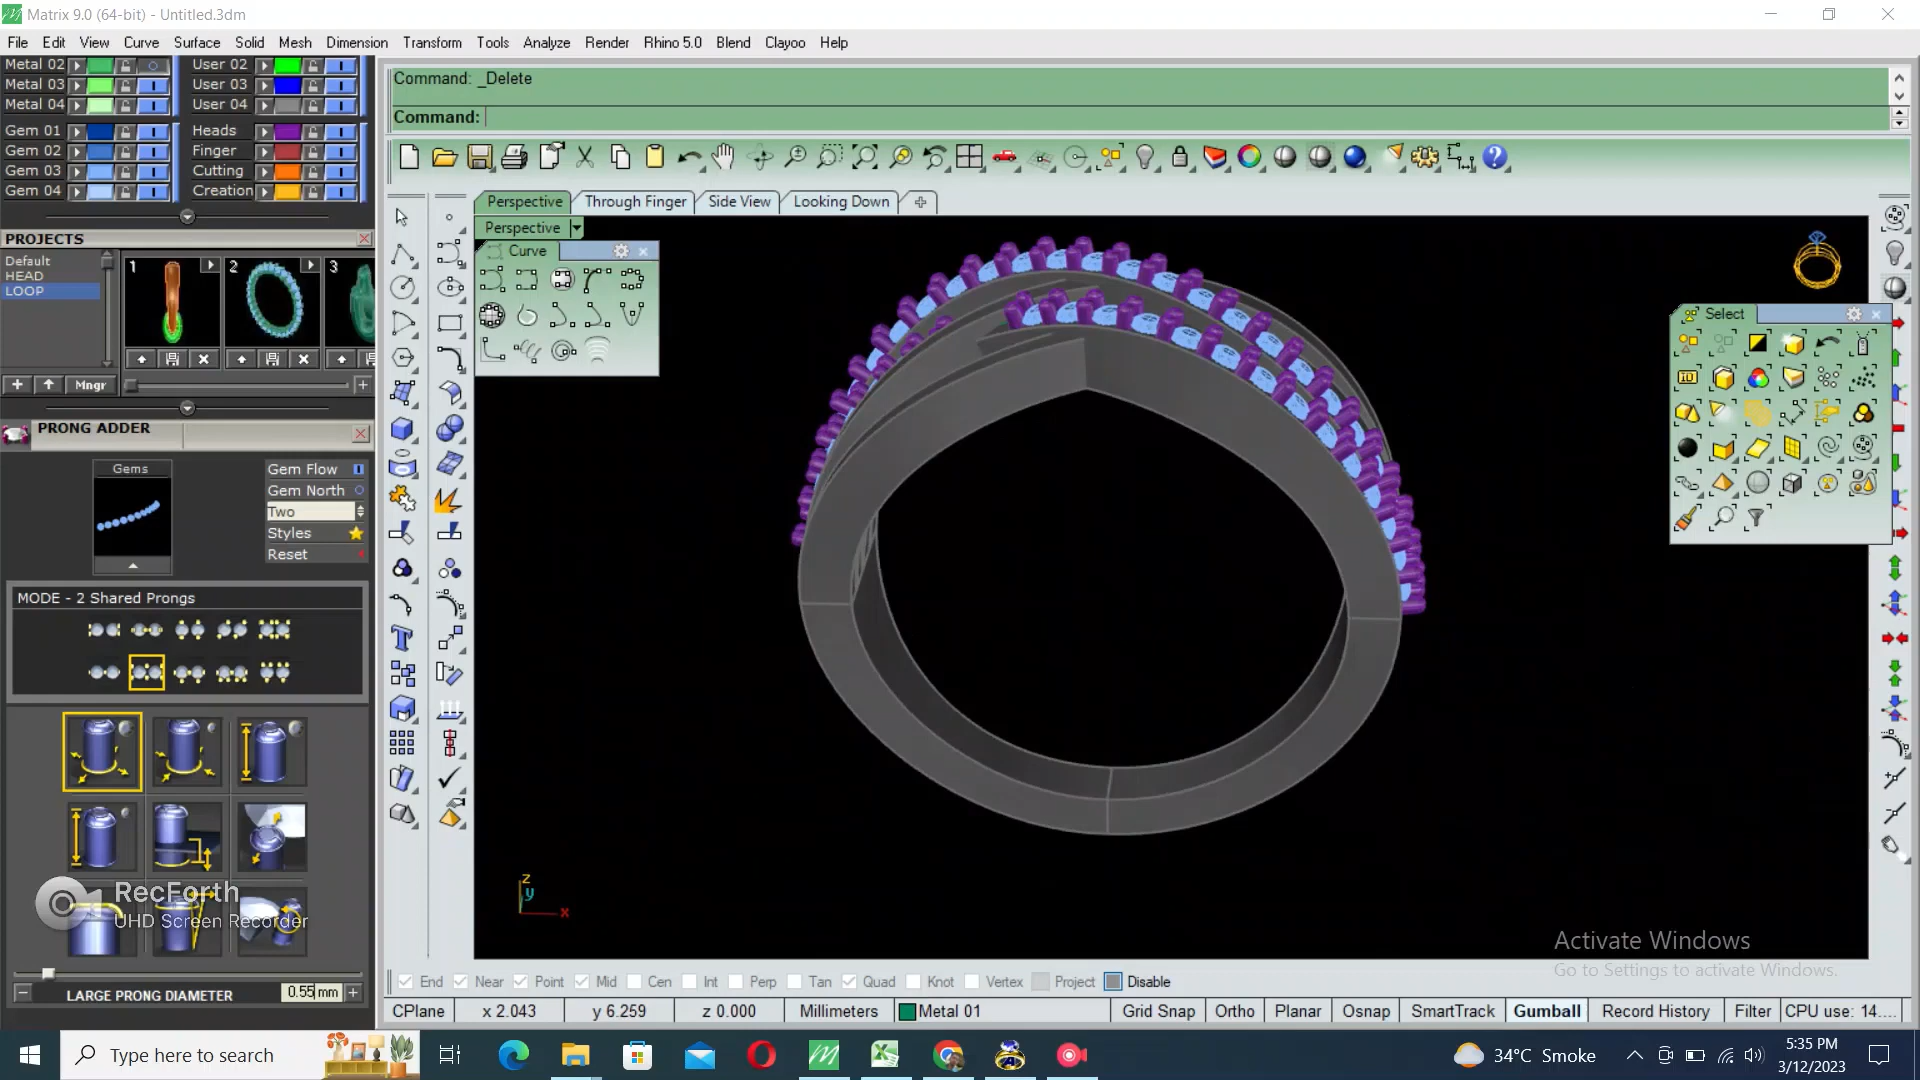 Matrix 9.0 (64-bit) - Untitled.3dm
File Edit View Curve Surface Solid Mesh Dimension Transform Tools Analyze Render Rhino 5.0 Blend Clayoo Help
Metal 02 User 02
Metal 03 User 03
Metal 04 User 04
Gem 01 Heads
Gem 02 Finger
Gem 03 Cutting
Gem 04 Creation
Command: _Delete
Command:
Perspective Through Finger Side View Looking Down
Perspective
Curve
Select
PROJECTS
Default
HEAD
LOOP
1 2 3
Mngr
PRONG ADDER
Gems
Gem Flow
Gem North
Two
Styles
Reset
MODE - 2 Shared Prongs
RecForth
UHD Screen Recorder
LARGE PRONG DIAMETER 0.55 mm
z
y
x
Activate Windows
Go to Settings to activate Windows.
End Near Point Mid Cen Int Perp Tan Quad Knot Vertex Project Disable
CPlane x 2.043 y 6.259 z 0.000 Millimeters Metal 01 Grid Snap Ortho Planar Osnap SmartTrack Gumball Record History Filter CPU use: 14....
Type here to search
34°C Smoke
5:35 PM
3/12/2023